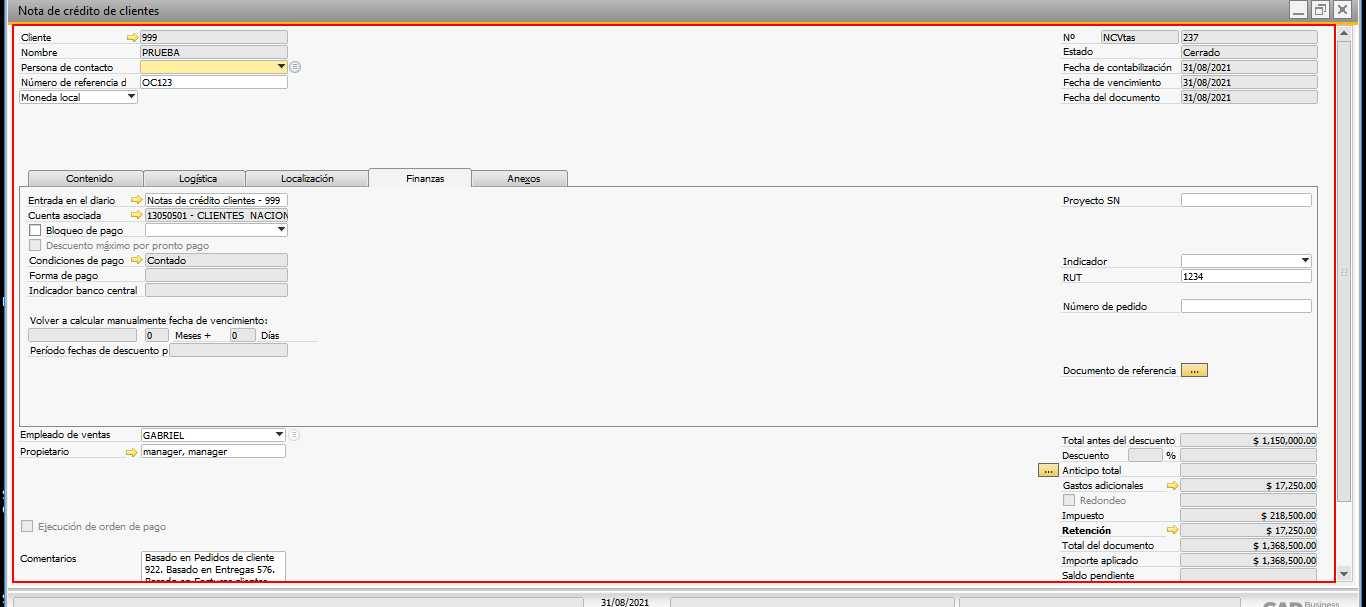 Nota de crédito de clientes
Cliente 999
Nombre PRUEBA
Persona de contacto
Número de referencia d OC123
Moneda local
Nº NCVtas 237
Estado Cerrado
Fecha de contabilización 31/08/2021
Fecha de vencimiento 31/08/2021
Fecha del documento 31/08/2021
Contenido Logística Localización Finanzas Anexos
Entrada en el diario Notas de crédito clientes - 999
Cuenta asociada 13050501 - CLIENTES NACION
Bloqueo de pago
Descuento máximo por pronto pago
Condiciones de pago Contado
Forma de pago
Indicador banco central
Volver a calcular manualmente fecha de vencimiento:
0 Meses + 0 Días
Período fechas de descuento p
Proyecto SN
Indicador
RUT 1234
Número de pedido
Documento de referencia ...
Empleado de ventas GABRIEL
Propietario manager, manager
Ejecución de orden de pago
Comentarios Basado en Pedidos de cliente
922. Basado en Entregas 576.
Basado en Facturas clientes
Total antes del descuento $ 1,150,000.00
Descuento %
... Anticipo total
Gastos adicionales $ 17,250.00
Redondeo
Impuesto $ 218,500.00
Retención $ 17,250.00
Total del documento $ 1,368,500.00
Importe aplicado $ 1,368,500.00
Saldo pendiente
31/08/2021
SAP Business